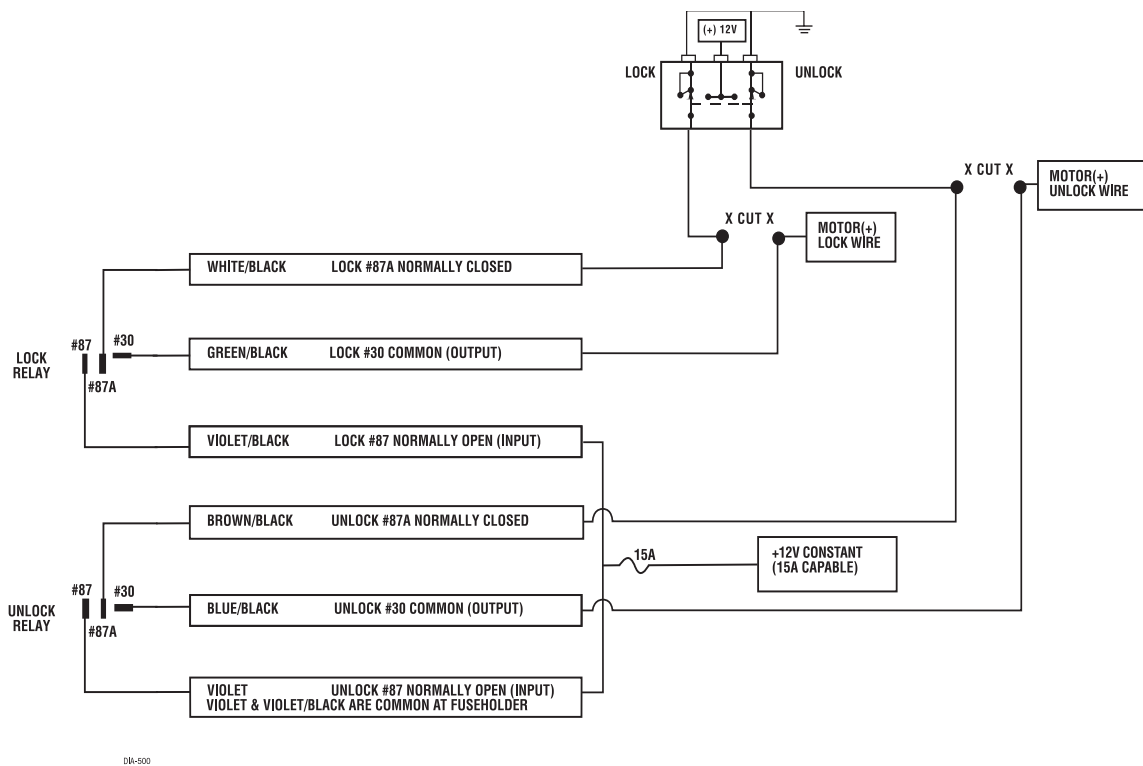 (+) 12V
LOCK
UNLOCK
X CUT X
MOTOR(+)
UNLOCK WIRE
X CUT X
MOTOR(+)
LOCK WIRE
WHITE/BLACK LOCK #87A NORMALLY CLOSED
#87
#30
GREEN/BLACK LOCK #30 COMMON (OUTPUT)
LOCK
RELAY
#87A
VIOLET/BLACK LOCK #87 NORMALLY OPEN (INPUT)
BROWN/BLACK UNLOCK #87A NORMALLY CLOSED
15A
+12V CONSTANT
(15A CAPABLE)
#87
#30
BLUE/BLACK UNLOCK #30 COMMON (OUTPUT)
UNLOCK
RELAY
#87A
VIOLET UNLOCK #87 NORMALLY OPEN (INPUT)
VIOLET & VIOLET/BLACK ARE COMMON AT FUSEHOLDER
DIA-500